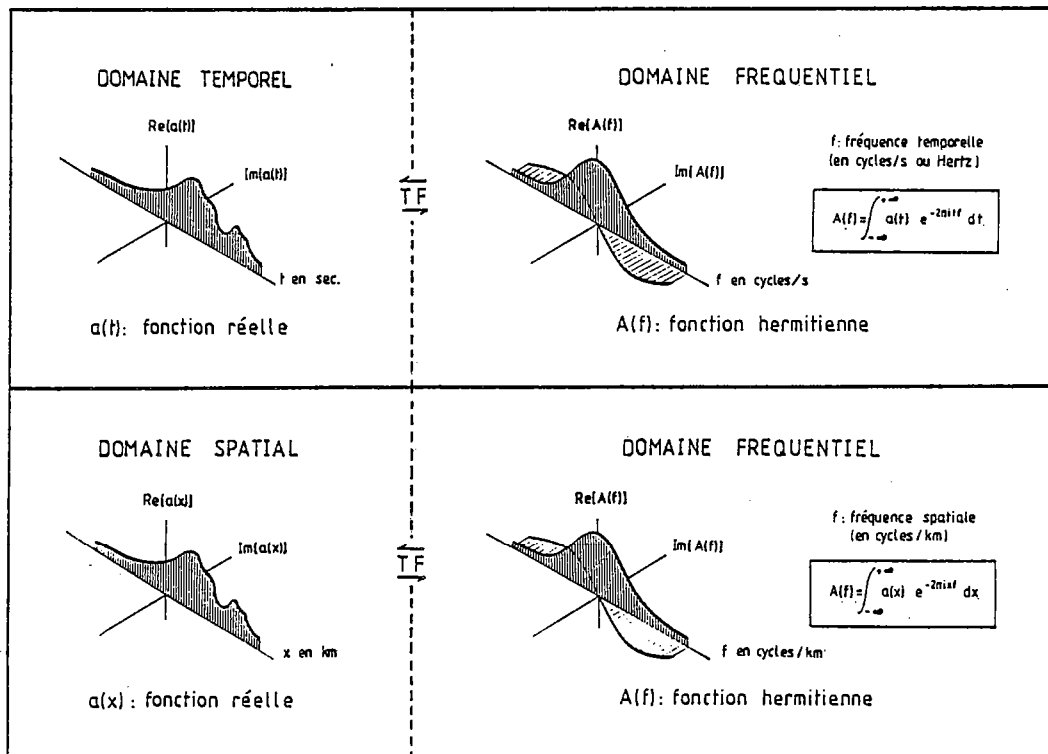 DOMAINE TEMPOREL
Re[a(t)]
Im[a(t)]
t en sec.
a(t): fonction réelle
TF
DOMAINE FREQUENTIEL
Re[A(f)]
Im[A(f)]
f en cycles/s
A(f): fonction hermitienne
f: fréquence temporelle
(en cycles/s ou Hertz)
A(f)=∫ a(t) e^-2πitf dt
+∞
-∞
DOMAINE SPATIAL
Re[a(x)]
Im[a(x)]
x en km
a(x): fonction réelle
TF
DOMAINE FREQUENTIEL
Re[A(f)]
Im[A(f)]
f en cycles/km
A(f): fonction hermitienne
f: fréquence spatiale
(en cycles/km)
A(f)=∫ a(x) e^-2πixf dx
+∞
-∞